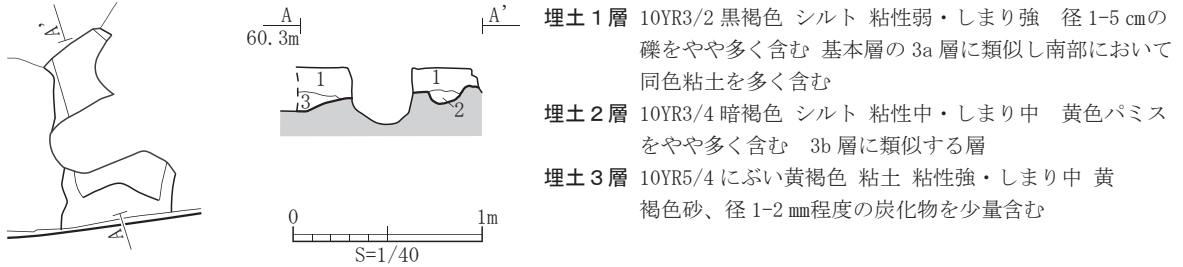 A'
A
A
60.3m
A'
1
3
1
2
0
1m
S=1/40
埋土1層 10YR3/2 黒褐色 シルト 粘性弱・しまり強 径1-5㎝の
礫をやや多く含む 基本層の3a層に類似し南部において
同色粘土を多く含む
埋土2層 10YR3/4 暗褐色 シルト 粘性中・しまり中 黄色パミス
をやや多く含む 3b層に類似する層
埋土3層 10YR5/4 にぶい黄褐色 粘土 粘性強・しまり中 黄
褐色砂、径1-2㎜程度の炭化物を少量含む